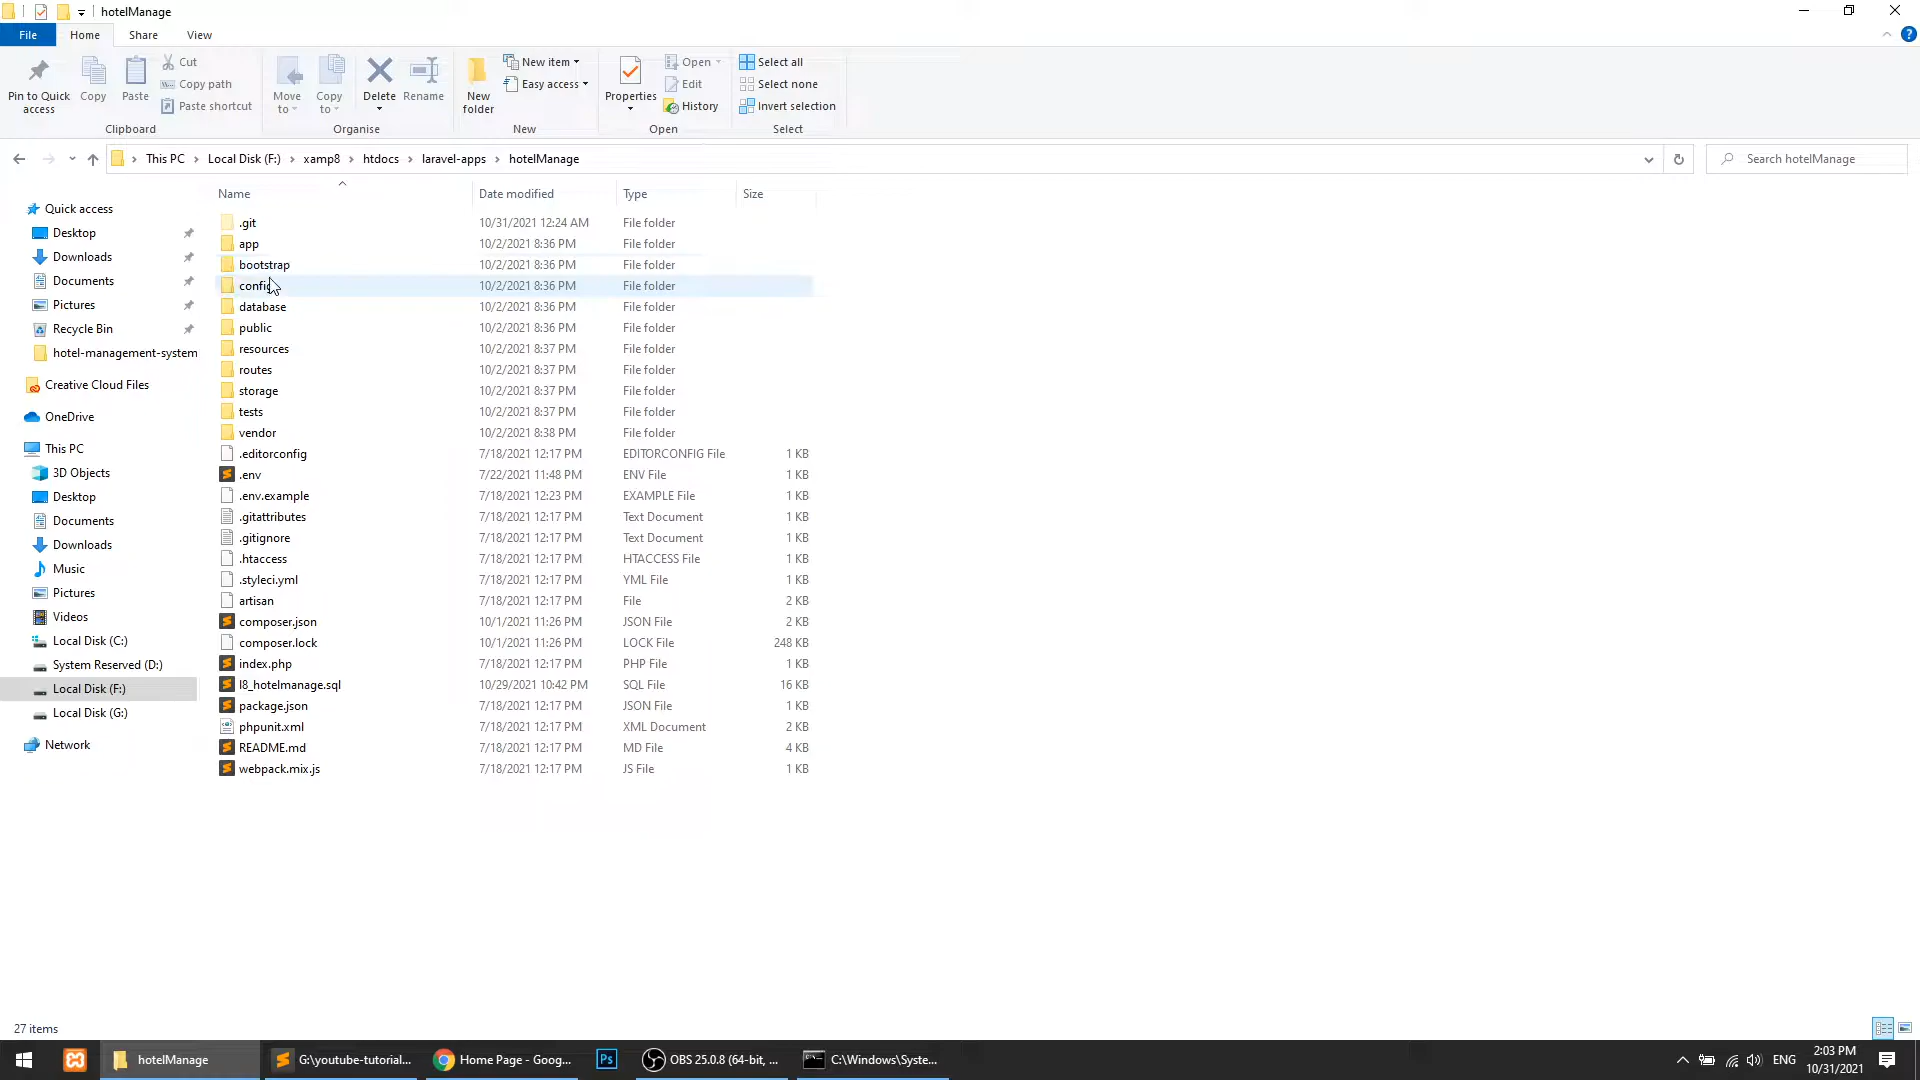 hotelManage
File Home Share View
Pin to Quick access
Copy
Paste
Cut
Copy path
Paste shortcut
Clipboard
Move to
Copy to
Delete
Rename
Organise
New folder
New item
Easy access
New
Properties
Open
Edit
History
Open
Select all
Select none
Invert selection
Select
This PC > Local Disk (F:) > xamp8 > htdocs > laravel-apps > hotelManage
Search hotelManage
Quick access
Desktop
Downloads
Documents
Pictures
Recycle Bin
hotel-management-system
Creative Cloud Files
OneDrive
This PC
3D Objects
Desktop
Documents
Downloads
Music
Pictures
Videos
Local Disk (C:)
System Reserved (D:)
Local Disk (F:)
Local Disk (G:)
Network
Name Date modified Type Size
.git 10/31/2021 12:24 AM File folder
app 10/2/2021 8:36 PM File folder
bootstrap 10/2/2021 8:36 PM File folder
config 10/2/2021 8:36 PM File folder
database 10/2/2021 8:36 PM File folder
public 10/2/2021 8:36 PM File folder
resources 10/2/2021 8:37 PM File folder
routes 10/2/2021 8:37 PM File folder
storage 10/2/2021 8:37 PM File folder
tests 10/2/2021 8:37 PM File folder
vendor 10/2/2021 8:38 PM File folder
.editorconfig 7/18/2021 12:17 PM EDITORCONFIG File 1 KB
.env 7/22/2021 11:48 PM ENV File 1 KB
.env.example 7/18/2021 12:23 PM EXAMPLE File 1 KB
.gitattributes 7/18/2021 12:17 PM Text Document 1 KB
.gitignore 7/18/2021 12:17 PM Text Document 1 KB
.htaccess 7/18/2021 12:17 PM HTACCESS File 1 KB
.styleci.yml 7/18/2021 12:17 PM YML File 1 KB
artisan 7/18/2021 12:17 PM File 2 KB
composer.json 10/1/2021 11:26 PM JSON File 2 KB
composer.lock 10/1/2021 11:26 PM LOCK File 248 KB
index.php 7/18/2021 12:17 PM PHP File 1 KB
l8_hotelmanage.sql 10/29/2021 10:42 PM SQL File 16 KB
package.json 7/18/2021 12:17 PM JSON File 1 KB
phpunit.xml 7/18/2021 12:17 PM XML Document 2 KB
README.md 7/18/2021 12:17 PM MD File 4 KB
webpack.mix.js 7/18/2021 12:17 PM JS File 1 KB
27 items
hotelManage
G:\youtube-tutorial...
Home Page - Goog...
Ps
OBS 25.0.8 (64-bit, ...
C:\Windows\Syste...
ENG
2:03 PM
10/31/2021